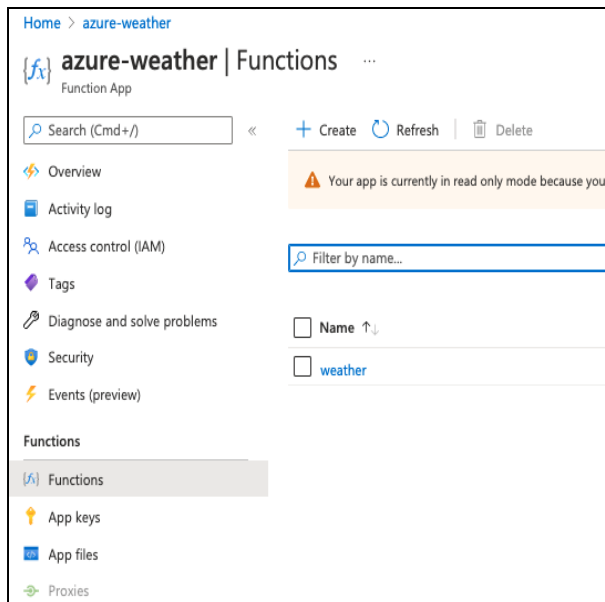 Home > azure-weather
azure-weather | Functions ...
Function App
Search (Cmd+/) «
Overview
Activity log
Access control (IAM)
Tags
Diagnose and solve problems
Security
Events (preview)
Functions
Functions
App keys
App files
Proxies
+ Create Refresh Delete
Your app is currently in read only mode because you
Filter by name...
Name ↑↓
weather